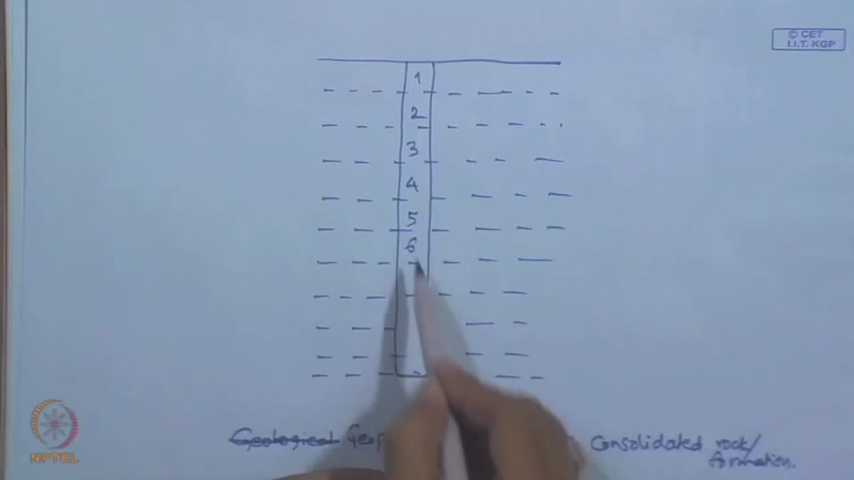 © CET
I.I.T. KGP
1
2
3
4
5
6
Geological consolidated rock/
formation.
NPTEL